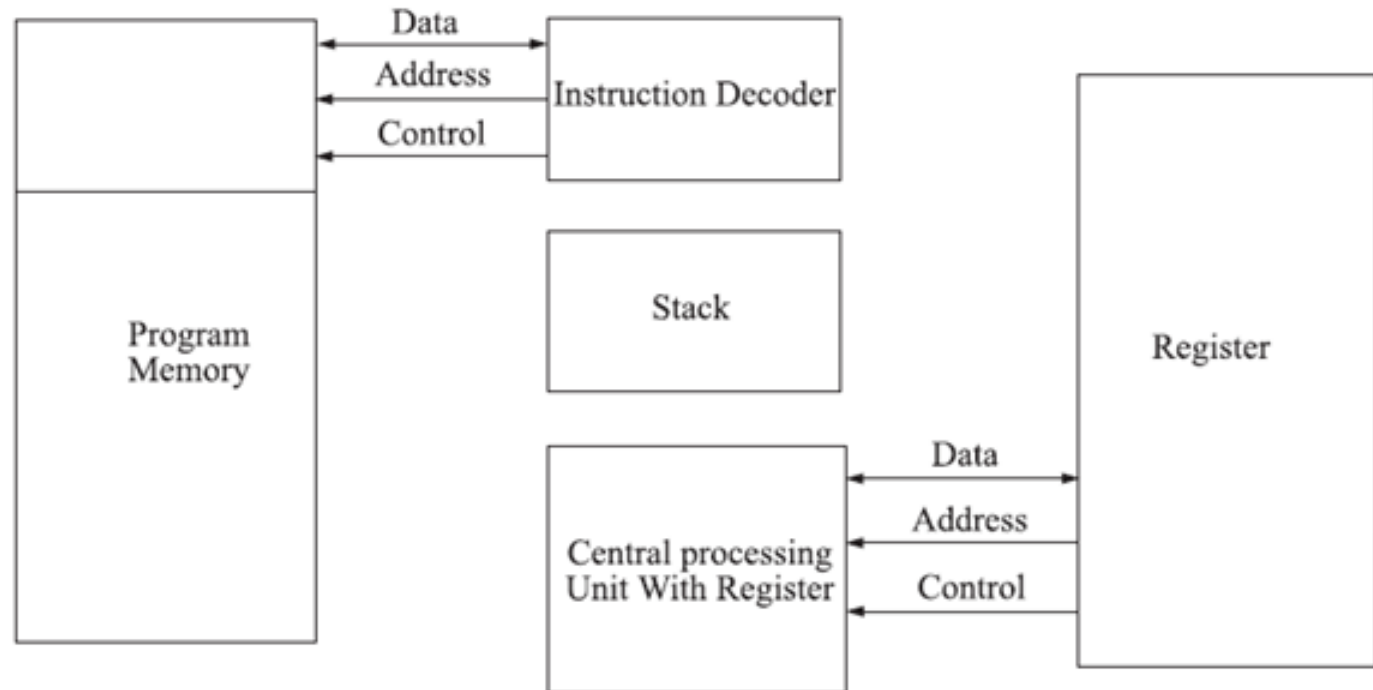 Data
Address
Control
Instruction Decoder
Program
Memory
Stack
Register
Data
Address
Control
Central processing
Unit With Register